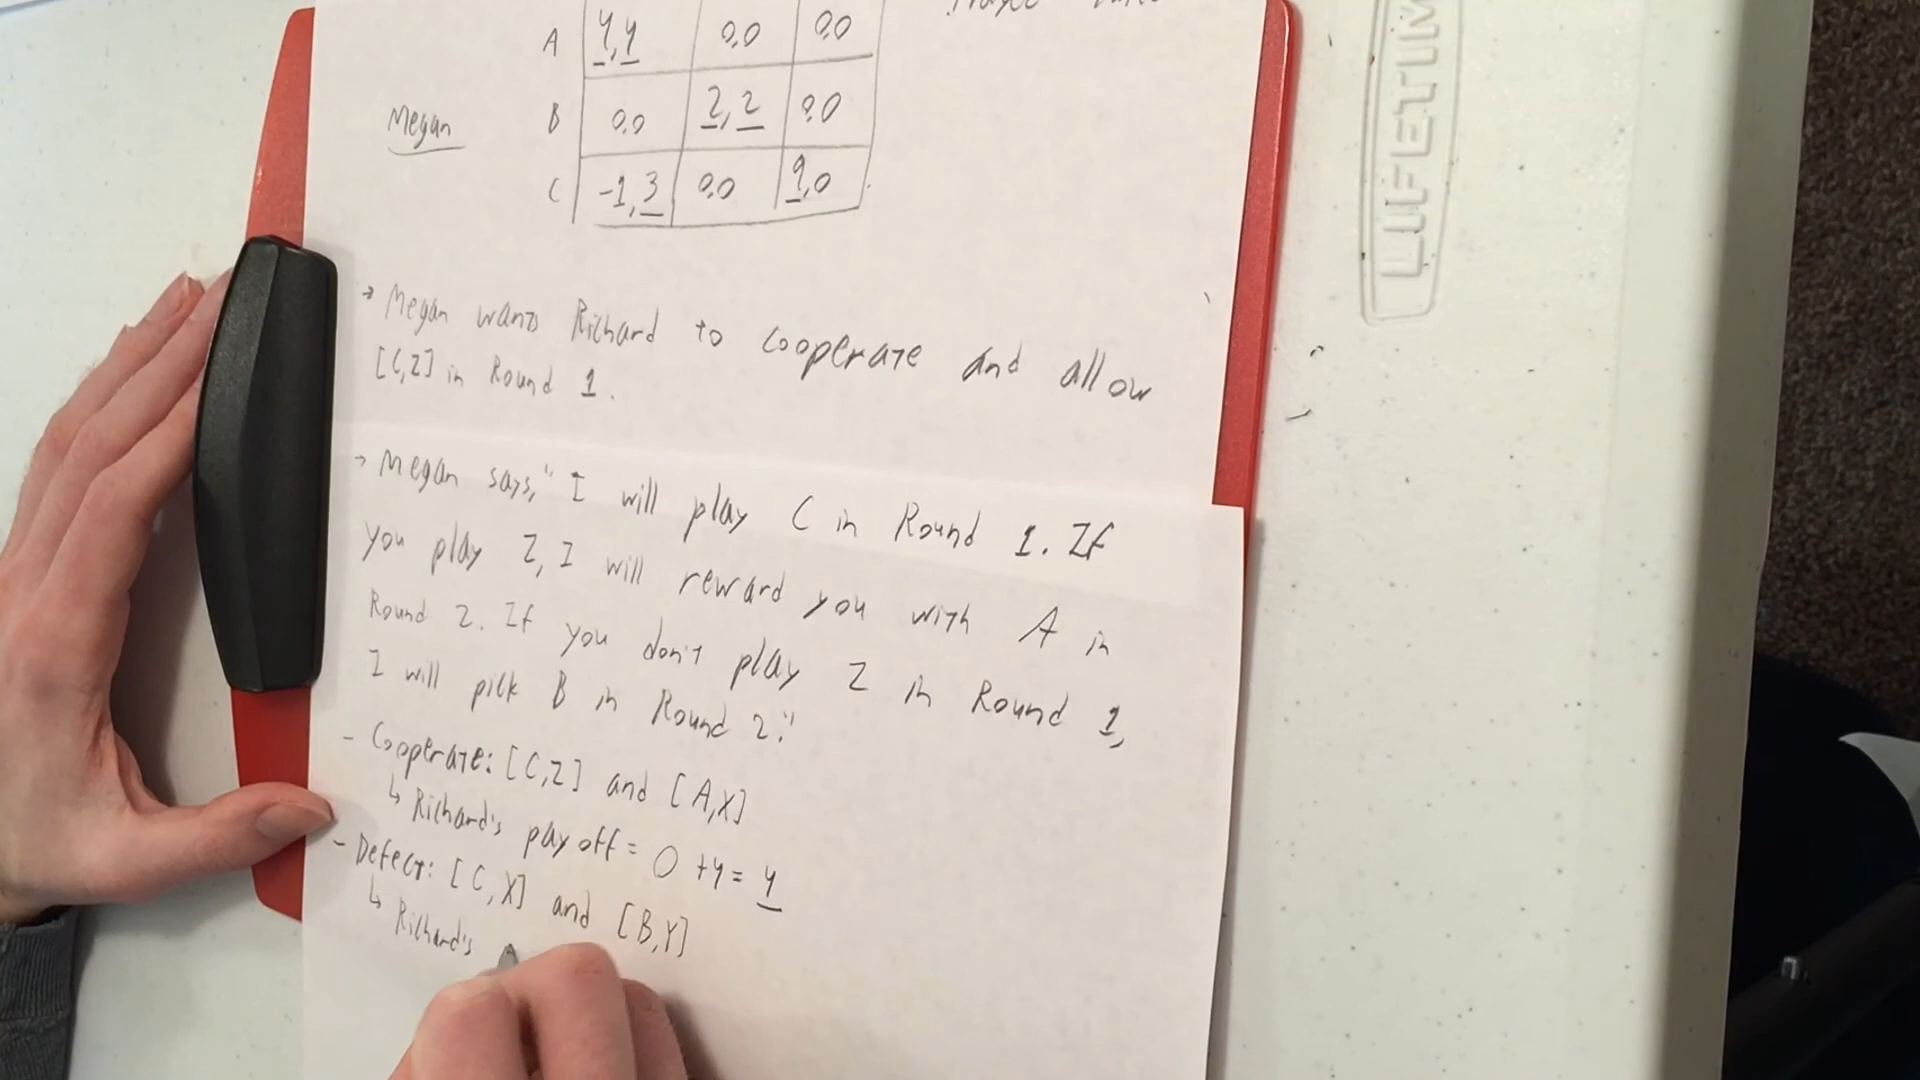 A 4,4 0,0 0,0
Megan B 0,0 2,2 0,0
C -1,3 0,0 9,0
→ Megan wants Richard to cooperate and allow
[C,Z] in Round 1.
→ Megan says, "I will play C in Round 1. If
you play Z, I will reward you with A in
Round 2. If you don't play Z in Round 1,
I will pick B in Round 2."
- Cooperate: [C,Z] and [A,X]
↳ Richard's payoff = 0 + 4 = 4
- Defect: [C,X] and [B,Y]
↳ Richard's
LIFETIM